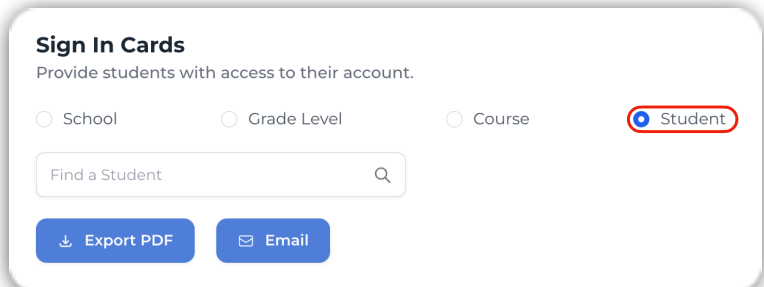 Sign In Cards
Provide students with access to their account.
School Grade Level Course Student
Find a Student
Export PDF Email